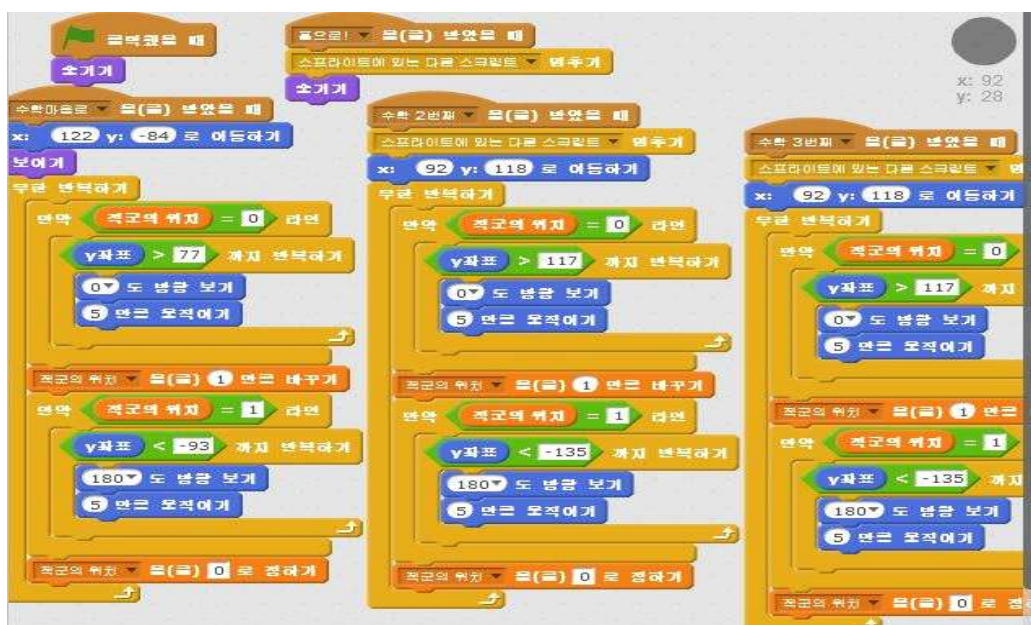 클릭했을 때
숨기기
홈으로! 을(를) 받았을 때
스프라이트에 있는 다른 스크립트 멈추기
숨기기
x: 92
y: 28
수학마을로 을(를) 받았을 때
x: 122 y: -84 로 이동하기
보이기
무한 반복하기
만약 적군의 위치 = 0 라면
y좌표 > 77 까지 반복하기
0 도 방향 보기
5 만큼 움직이기
적군의 위치 을(를) 1 만큼 바꾸기
만약 적군의 위치 = 1 라면
y좌표 < -93 까지 반복하기
180 도 방향 보기
5 만큼 움직이기
적군의 위치 을(를) 0 로 정하기
수학 2번째 을(를) 받았을 때
스프라이트에 있는 다른 스크립트 멈추기
x: 92 y: 118 로 이동하기
무한 반복하기
만약 적군의 위치 = 0 라면
y좌표 > 117 까지 반복하기
0 도 방향 보기
5 만큼 움직이기
적군의 위치 을(를) 1 만큼 바꾸기
만약 적군의 위치 = 1 라면
y좌표 < -135 까지 반복하기
180 도 방향 보기
5 만큼 움직이기
적군의 위치 을(를) 0 로 정하기
수학 3번째 을(를) 받았을 때
스프라이트에 있는 다른 스크립트
x: 92 y: 118 로 이동하기
무한 반복하기
만약 적군의 위치 = 0
y좌표 > 117 까지
0 도 방향 보기
5 만큼 움직이기
적군의 위치 을(를) 1 만큼
만약 적군의 위치 = 1
y좌표 < -135 까지
180 도 방향 보기
5 만큼 움직이기
적군의 위치 을(를) 0 로